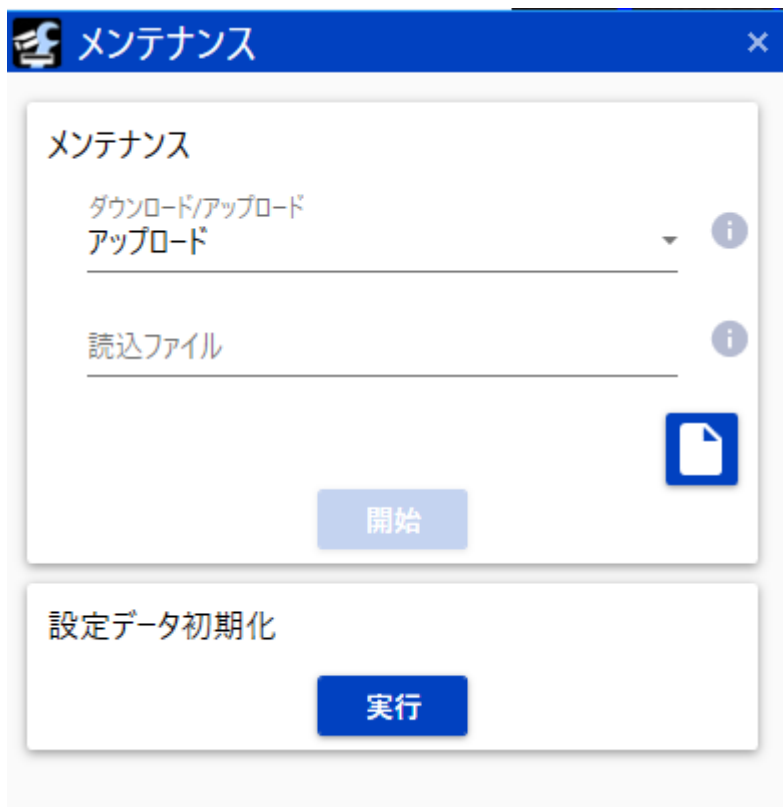 メンテナンス
メンテナンス
ダウンロード/アップロード
アップロード
読込ファイル
開始
設定データ初期化
実行